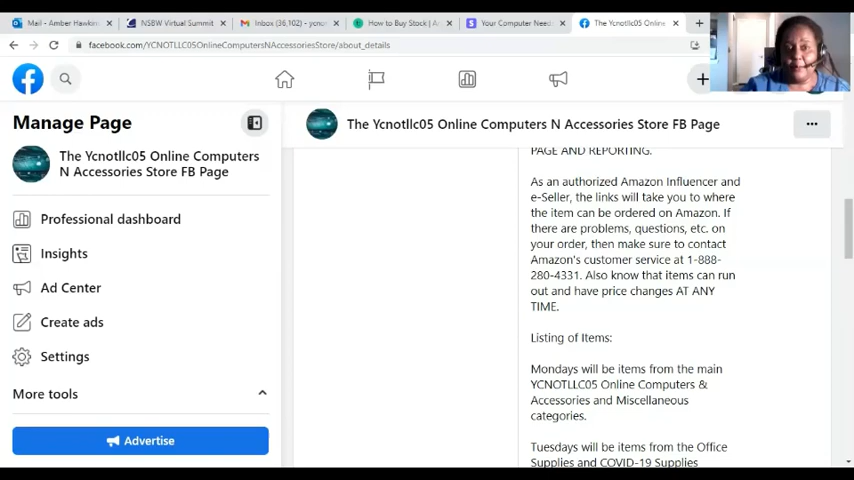 Mail - Amber Hawkin
NSBW Virtual Summit
Inbox (36,102) - ycno
How to Buy Stock | A
Your Computer Need
The Ycnotllc05 Online
facebook.com/YCNOTLLC05OnlineComputersNAccessoriesStore/about_details
Manage Page
The Ycnotllc05 Online Computers
N Accessories Store FB Page
Professional dashboard
Insights
Ad Center
Create ads
Settings
More tools
Advertise
The Ycnotllc05 Online Computers N Accessories Store FB Page
PAGE AND REPORTING.
As an authorized Amazon Influencer and
e-Seller, the links will take you to where
the item can be ordered on Amazon. If
there are problems, questions, etc. on
your order, then make sure to contact
Amazon's customer service at 1-888-
280-4331. Also know that items can run
out and have price changes AT ANY
TIME.
Listing of Items:
Mondays will be items from the main
YCNOTLLC05 Online Computers &
Accessories and Miscellaneous
categories.
Tuesdays will be items from the Office
Supplies and COVID-19 Supplies